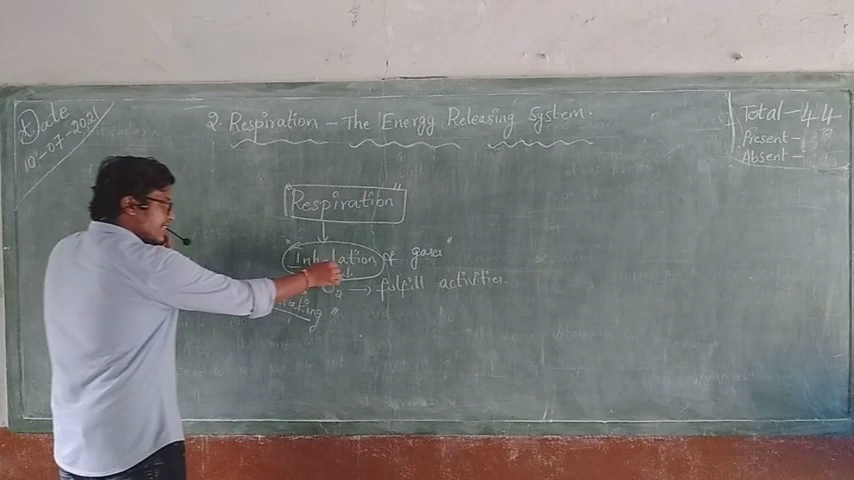 Date
10-07-2021
2. Respiration – The Energy Releasing System.
Total – 44
Present –
Absent –
"Respiration"
"Inhalation of gases"
O2 → fulfill activities.